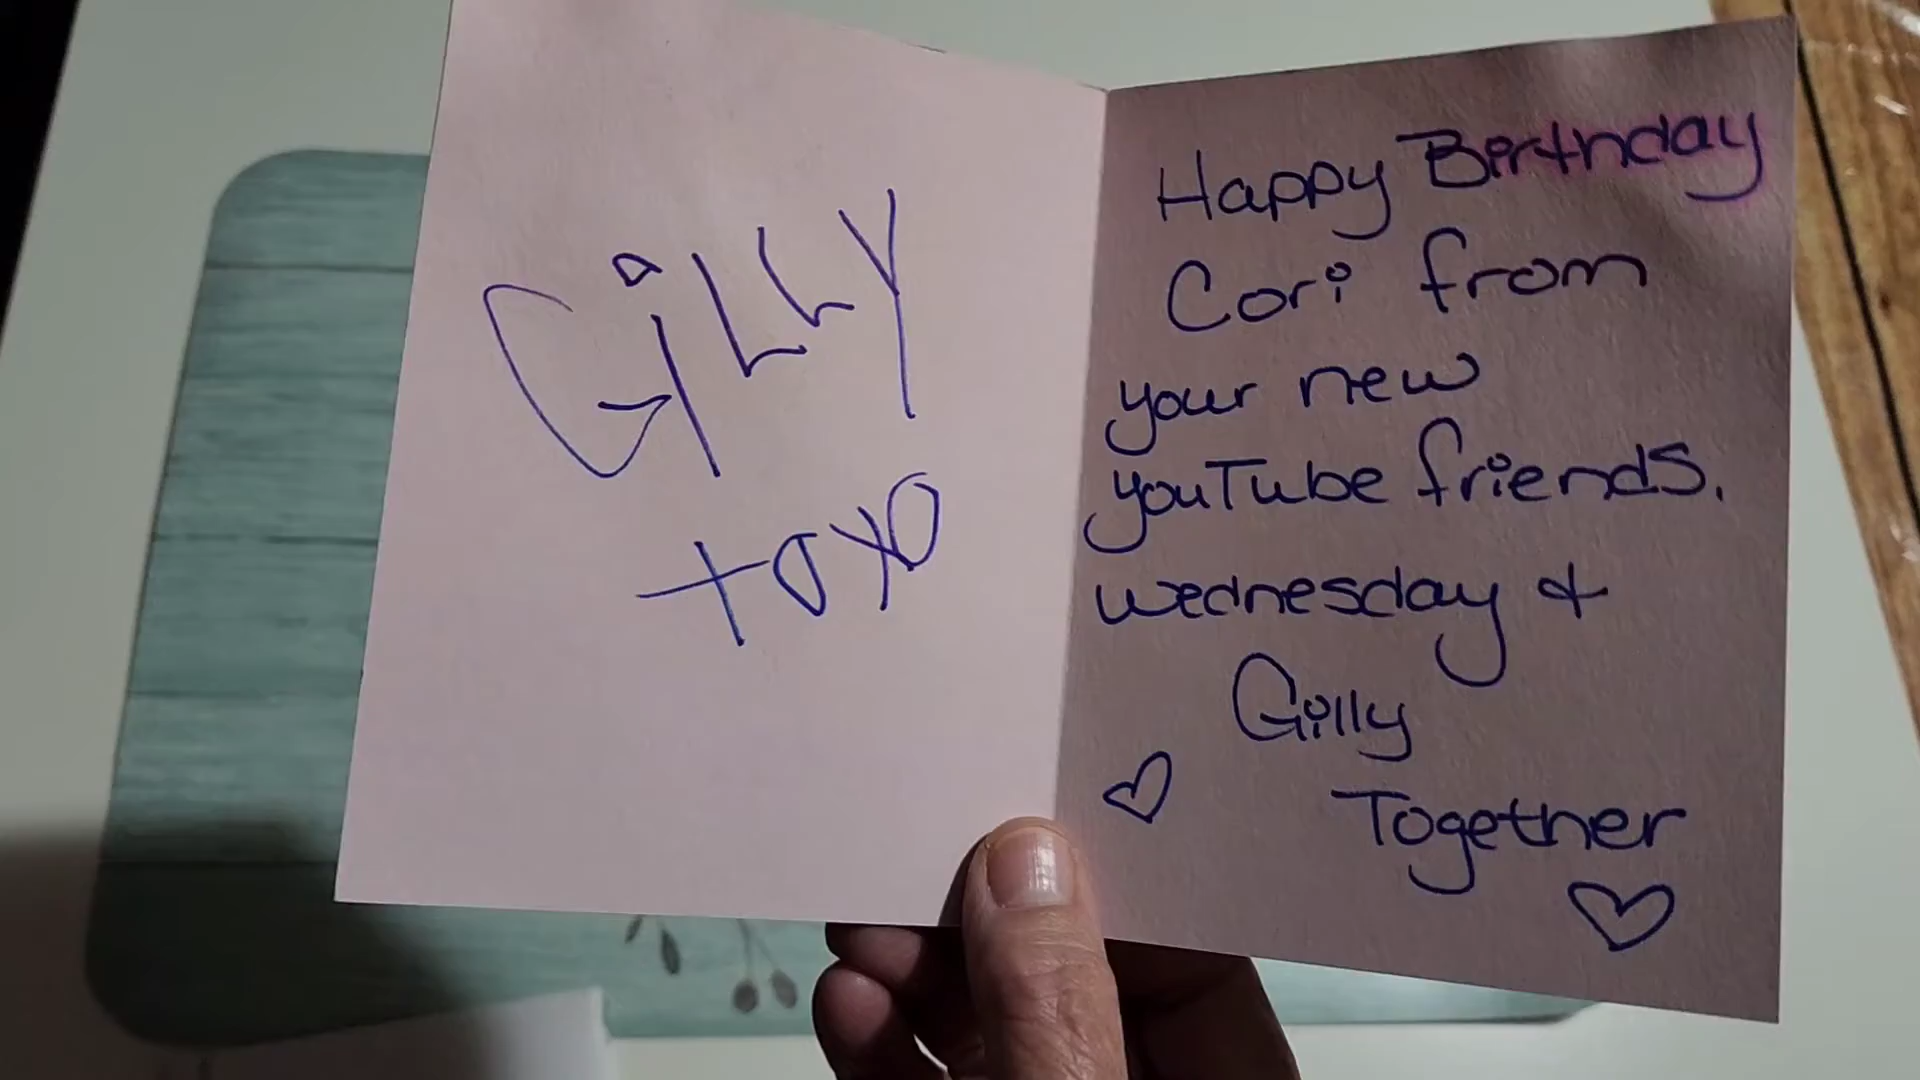 GiLLY
xoxo
Happy Birthday
Cori from
your new
youTube friends.
Wednesday &
Gilly
Together